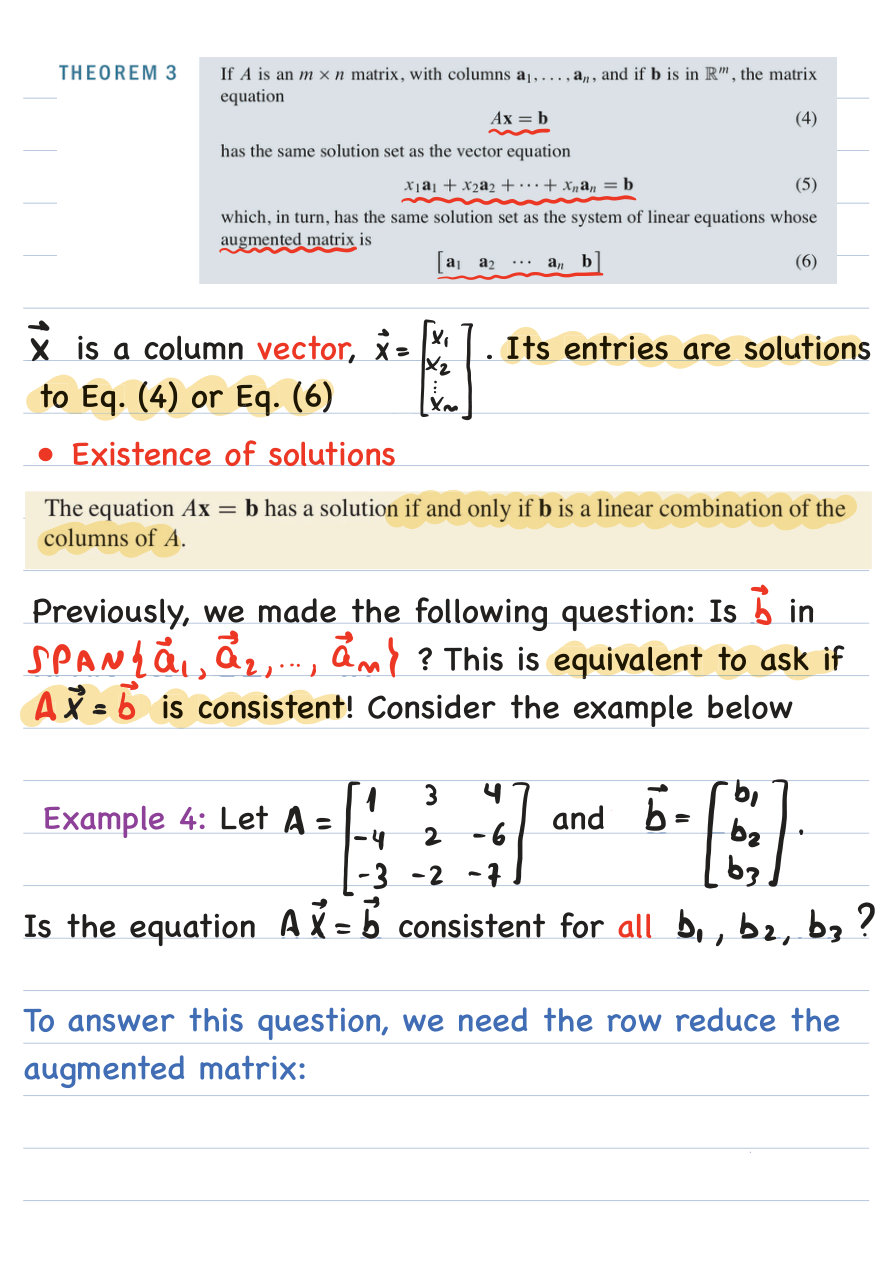 THEOREM 3
If A is an m × n matrix, with columns a₁, . . . , aₙ, and if b is in ℝᵐ, the matrix
equation
Ax = b (4)
has the same solution set as the vector equation
x₁a₁ + x₂a₂ + ··· + xₙaₙ = b (5)
which, in turn, has the same solution set as the system of linear equations whose
augmented matrix is
[a₁ a₂ ··· aₙ b] (6)
x⃗ is a column vector, x⃗ = [x₁ x₂ ⋮ xₙ] . Its entries are solutions
to Eq. (4) or Eq. (6)
• Existence of solutions
The equation Ax = b has a solution if and only if b is a linear combination of the
columns of A.
Previously, we made the following question: Is b⃗ in
SPAN{a⃗₁, a⃗₂, ..., a⃗ₙ} ? This is equivalent to ask if
Ax⃗ = b⃗ is consistent! Consider the example below
Example 4: Let A = [1 3 4; -4 2 -6; -3 -2 -7] and b⃗ = [b₁ b₂ b₃].
Is the equation Ax⃗ = b⃗ consistent for all b₁, b₂, b₃ ?
To answer this question, we need the row reduce the
augmented matrix: